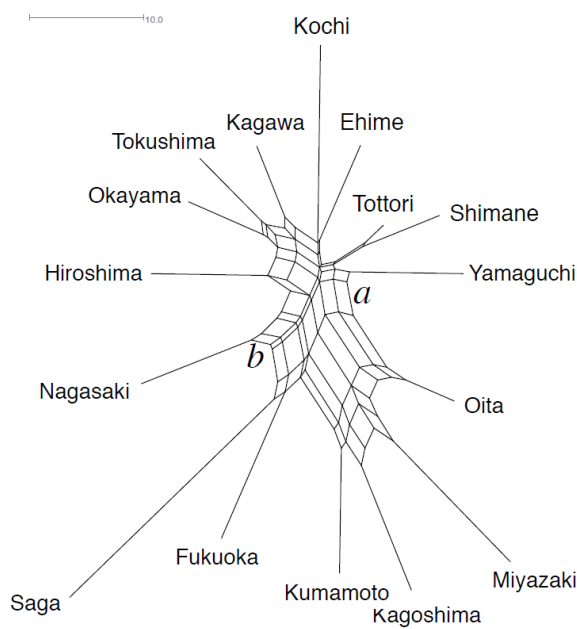 10.0
Kochi
Kagawa
Ehime
Tokushima
Okayama
Tottori
Shimane
Hiroshima
Yamaguchi
a
b
Nagasaki
Oita
Fukuoka
Miyazaki
Kumamoto
Saga
Kagoshima